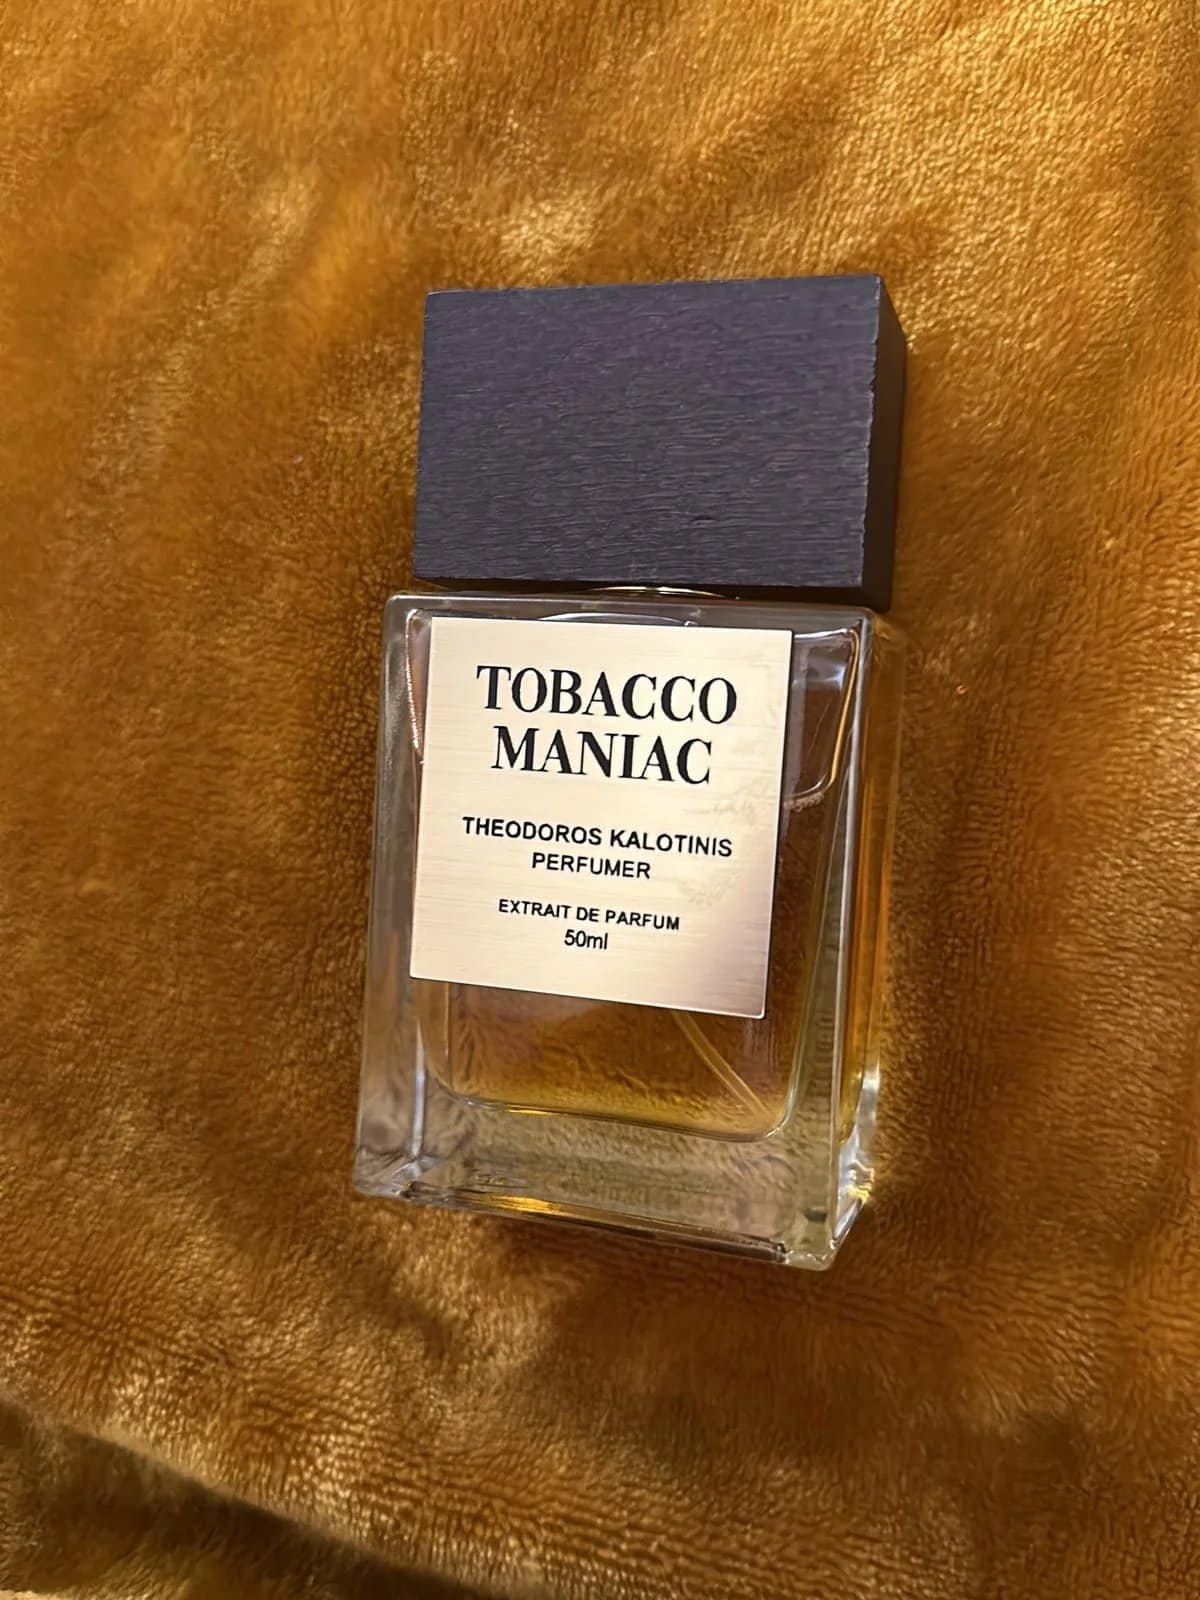 TOBACCO
MANIAC
THEODOROS KALOTINIS
PERFUMER
EXTRAIT DE PARFUM
50ml